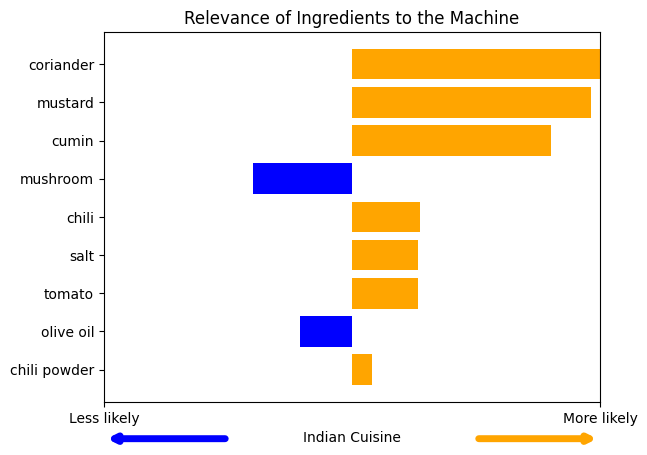 Relevance of Ingredients to the Machine
coriander
mustard
cumin
mushroom
chili
salt
tomato
olive oil
chili powder
Less likely
More likely
Indian Cuisine